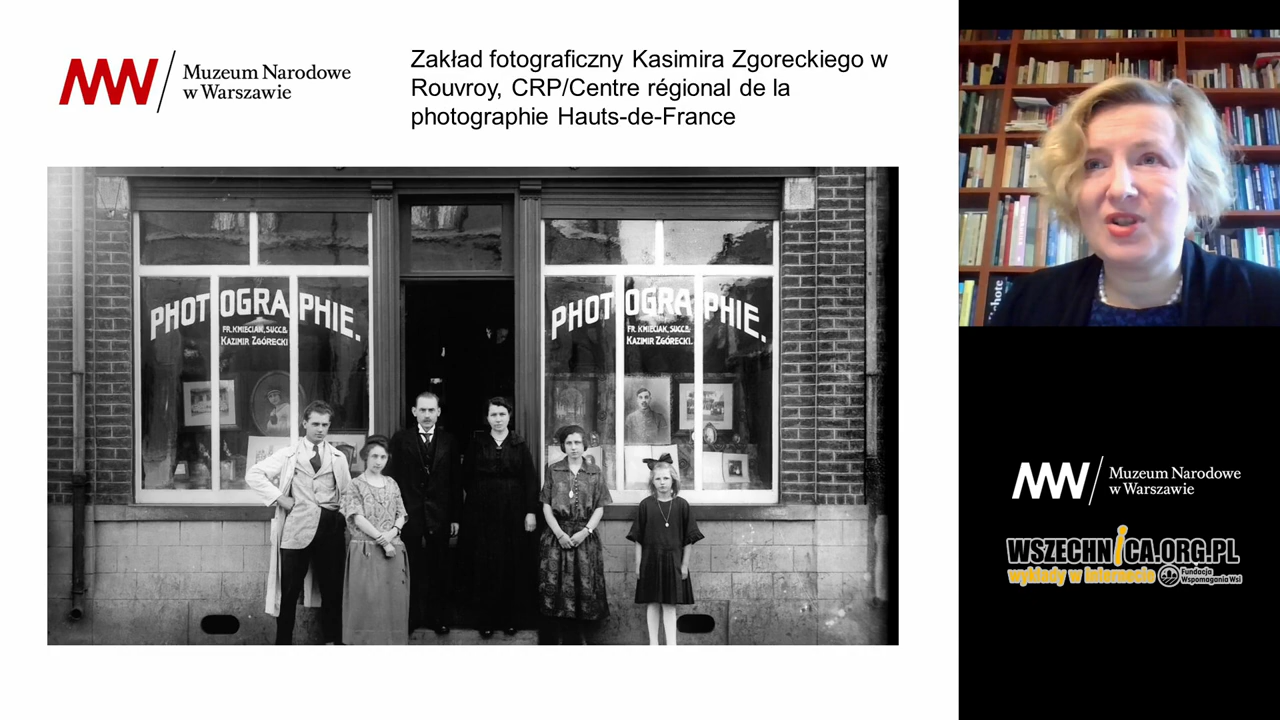 MW
Muzeum Narodowe
w Warszawie
Zakład fotograficzny Kasimira Zgoreckiego w
Rouvroy, CRP/Centre régional de la
photographie Hauts-de-France
PHOTOGRAPHIE.
FR. KMIECIAK, SUCC.R.
KAZIMIR ZGÓRECKI
PHOTOGRAPHIE.
FR. KMIECIAK, SUCC.R.
KAZIMIR ZGÓRECKI.
MW
Muzeum Narodowe
w Warszawie
WSZECHNICA.ORG.PL
wykłady w internecie
Fundacja
Wspomagania Wsi